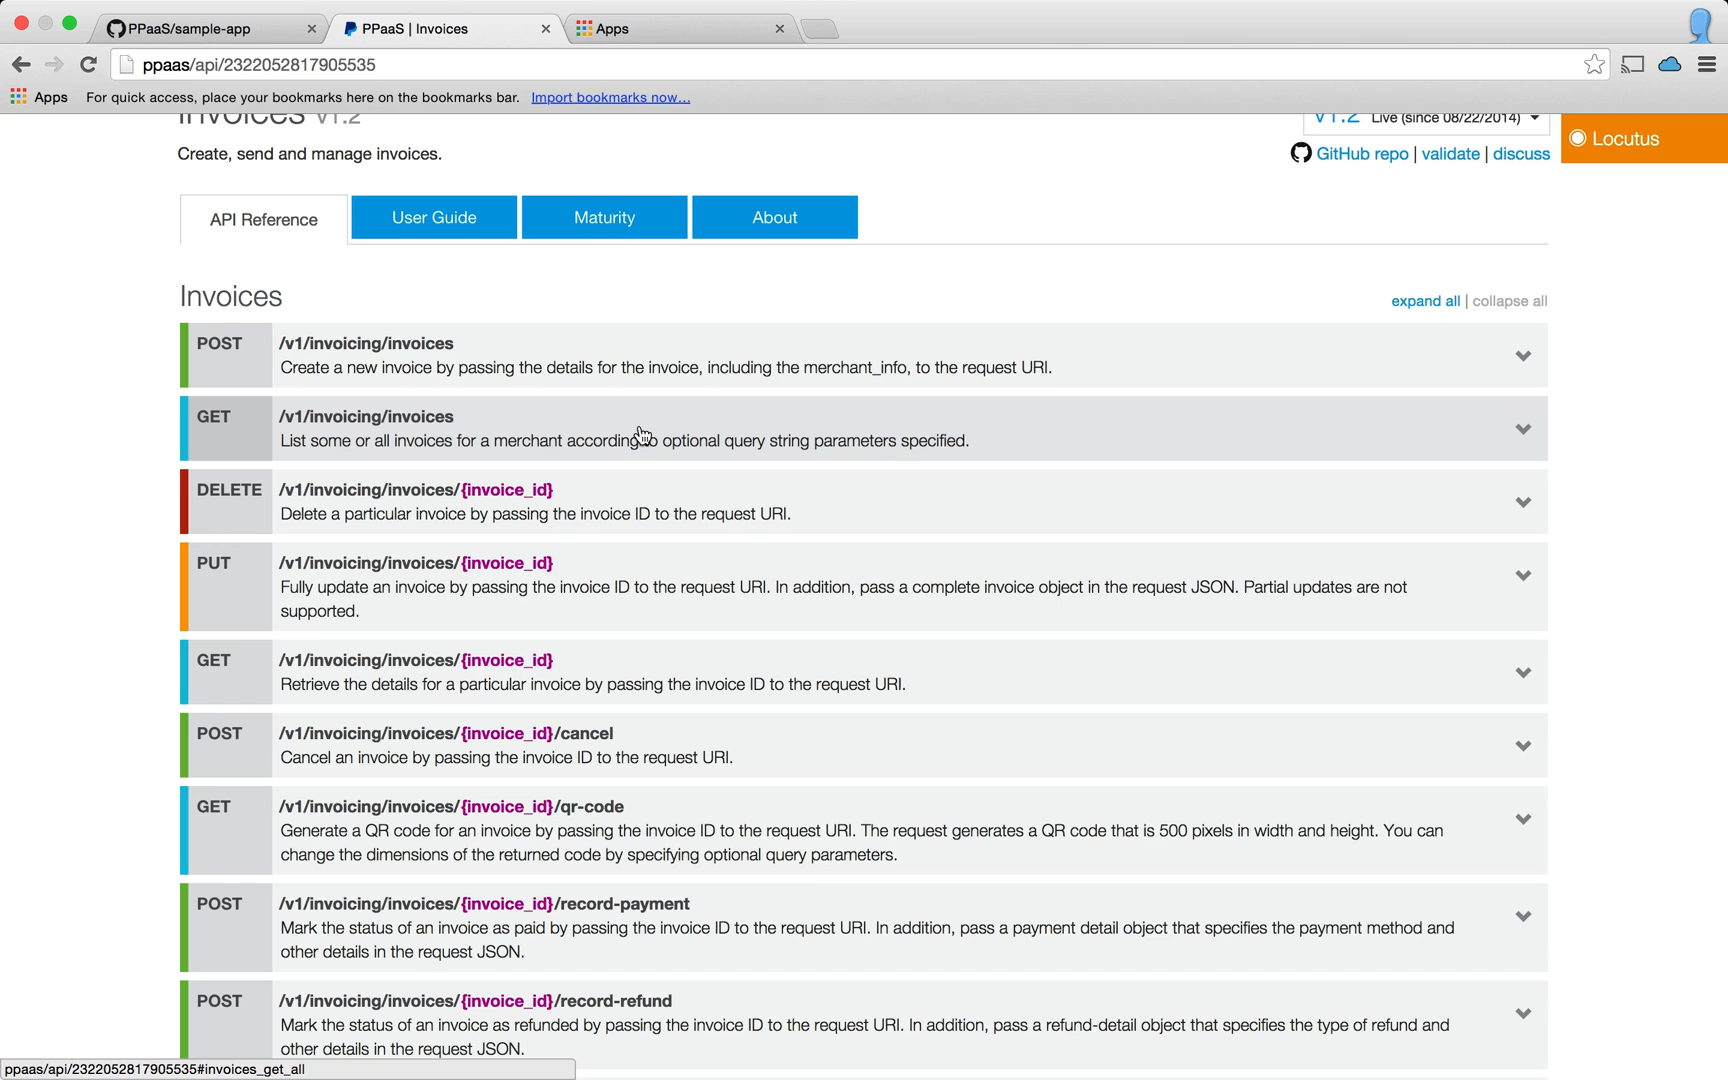 PPaaS/sample-app
PPaaS | Invoices
Apps
ppaas/api/2322052817905535
Apps
For quick access, place your bookmarks here on the bookmarks bar. Import bookmarks now...
Invoices v1.2
v1.2 Live (since 08/22/2014)
Locutus
Create, send and manage invoices.
GitHub repo | validate | discuss
API Reference
User Guide
Maturity
About
Invoices
expand all | collapse all
POST /v1/invoicing/invoices
Create a new invoice by passing the details for the invoice, including the merchant_info, to the request URI.
GET /v1/invoicing/invoices
List some or all invoices for a merchant according to optional query string parameters specified.
DELETE /v1/invoicing/invoices/{invoice_id}
Delete a particular invoice by passing the invoice ID to the request URI.
PUT /v1/invoicing/invoices/{invoice_id}
Fully update an invoice by passing the invoice ID to the request URI. In addition, pass a complete invoice object in the request JSON. Partial updates are not
supported.
GET /v1/invoicing/invoices/{invoice_id}
Retrieve the details for a particular invoice by passing the invoice ID to the request URI.
POST /v1/invoicing/invoices/{invoice_id}/cancel
Cancel an invoice by passing the invoice ID to the request URI.
GET /v1/invoicing/invoices/{invoice_id}/qr-code
Generate a QR code for an invoice by passing the invoice ID to the request URI. The request generates a QR code that is 500 pixels in width and height. You can
change the dimensions of the returned code by specifying optional query parameters.
POST /v1/invoicing/invoices/{invoice_id}/record-payment
Mark the status of an invoice as paid by passing the invoice ID to the request URI. In addition, pass a payment detail object that specifies the payment method and
other details in the request JSON.
POST /v1/invoicing/invoices/{invoice_id}/record-refund
Mark the status of an invoice as refunded by passing the invoice ID to the request URI. In addition, pass a refund-detail object that specifies the type of refund and
other details in the request JSON.
ppaas/api/2322052817905535#invoices_get_all